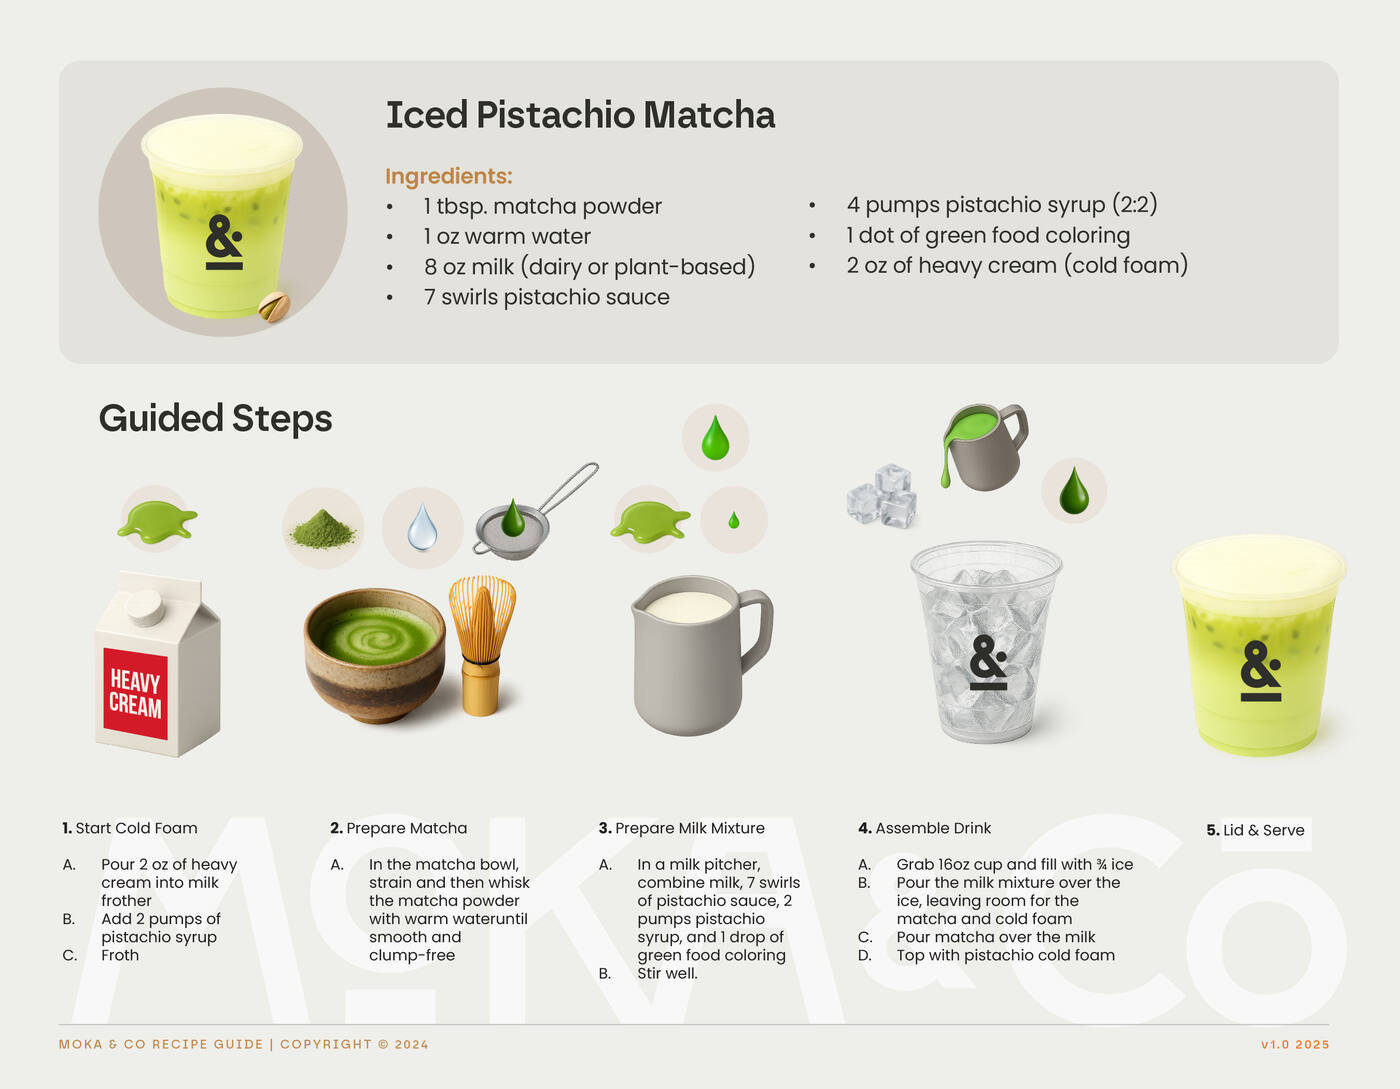 Iced Pistachio Matcha
Ingredients:
• 1 tbsp. matcha powder
• 1 oz warm water
• 8 oz milk (dairy or plant-based)
• 7 swirls pistachio sauce
• 4 pumps pistachio syrup (2:2)
• 1 dot of green food coloring
• 2 oz of heavy cream (cold foam)
&
Guided Steps
HEAVY
CREAM
&
&
1. Start Cold Foam
A. Pour 2 oz of heavy
cream into milk
frother
B. Add 2 pumps of
pistachio syrup
C. Froth
2. Prepare Matcha
A. In the matcha bowl,
strain and then whisk
the matcha powder
with warm wateruntil
smooth and
clump-free
3. Prepare Milk Mixture
A. In a milk pitcher,
combine milk, 7 swirls
of pistachio sauce, 2
pumps pistachio
syrup, and 1 drop of
green food coloring
B. Stir well.
4. Assemble Drink
A. Grab 16oz cup and fill with ¾ ice
B. Pour the milk mixture over the
ice, leaving room for the
matcha and cold foam
C. Pour matcha over the milk
D. Top with pistachio cold foam
5. Lid & Serve
MoKA&Cō
MOKA & CO RECIPE GUIDE | COPYRIGHT © 2024
v1.0 2025